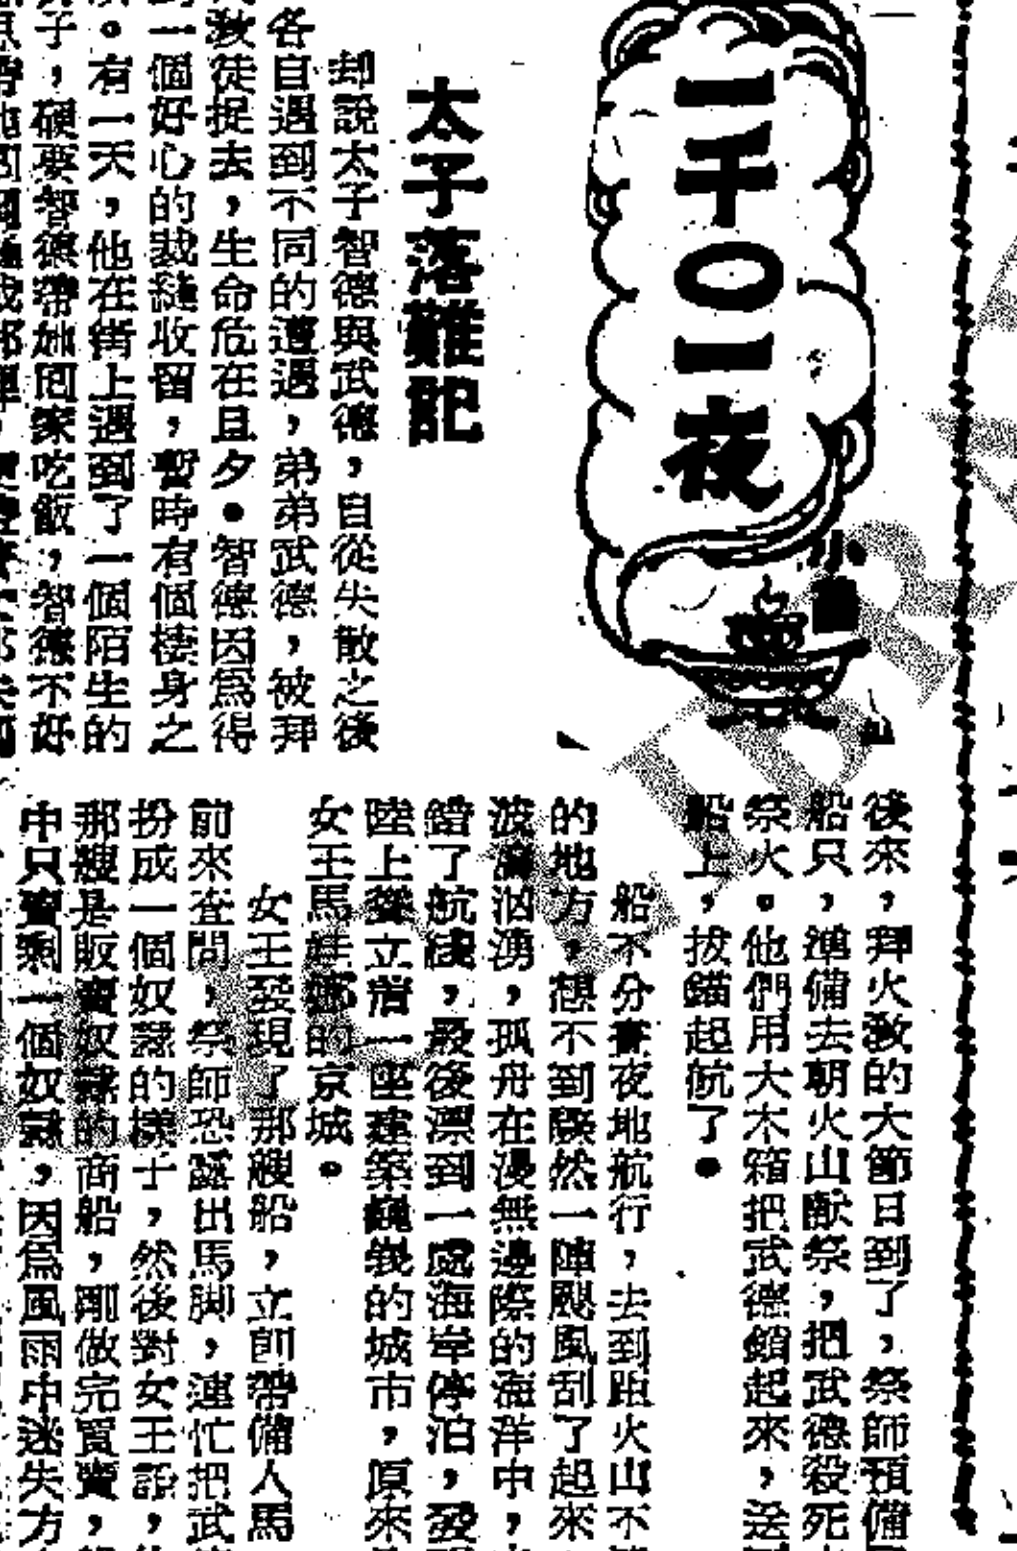 一千〇一夜
太子落難記
却說太子智德與武德，自從失散之後
各自遇到不同的遭遇，弟弟武德，被拜
教徒捉去，生命危在旦夕。智德因爲得
一個好心的裁縫收留，暫時有個棲身之
。有一天，他在街上遇到了一個陌生的
子，硬要智德帶她囘家吃飯，智德不好
後來，拜火教的大節日到了，祭師預備
船只，準備去朝火山獻祭，把武德殺死
祭火。他們用大木箱把武德鎖起來，送
船上，拔錨起航了。
船不分晝夜地航行，去到距火山不
的地方，想不到驟然一陣颶風刮了起來
波濤汹湧，孤舟在漫無邊際的海洋中，
錯了航綫，最後漂到一處海岸停泊，發
陸上聳立着一座建築巍峩的城市，原來
女王馬娃娜的京城。
女王發現了那艘船，立卽帶備人馬
前來查問，祭師恐露出馬脚，連忙把武
扮成一個奴隸的樣子，然後對女王說，
那艘是販賣奴隸的商船，剛做完買賣，
中只賣剩一個奴隸，因爲風雨中迷失方